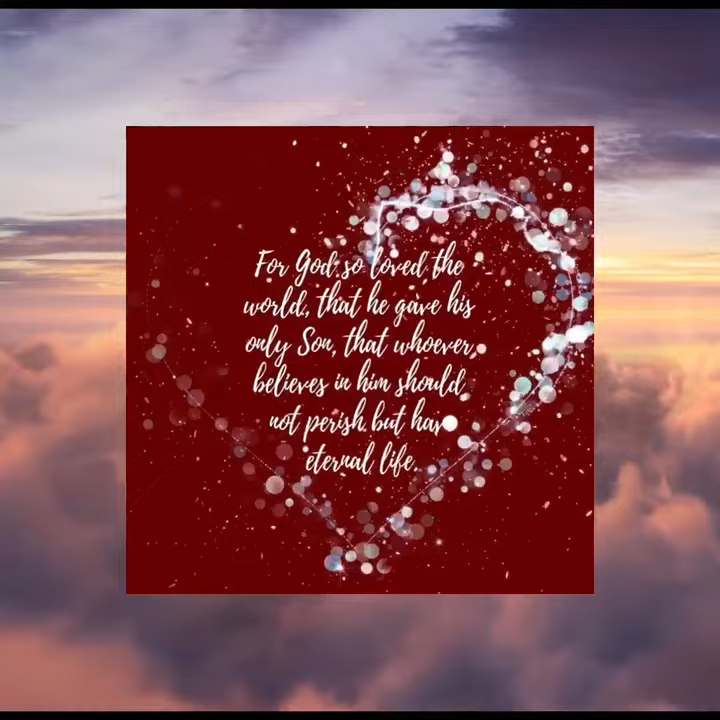 For God so loved the
world, that he gave his
only Son, that whoever
believes in him should
not perish but have
eternal life.